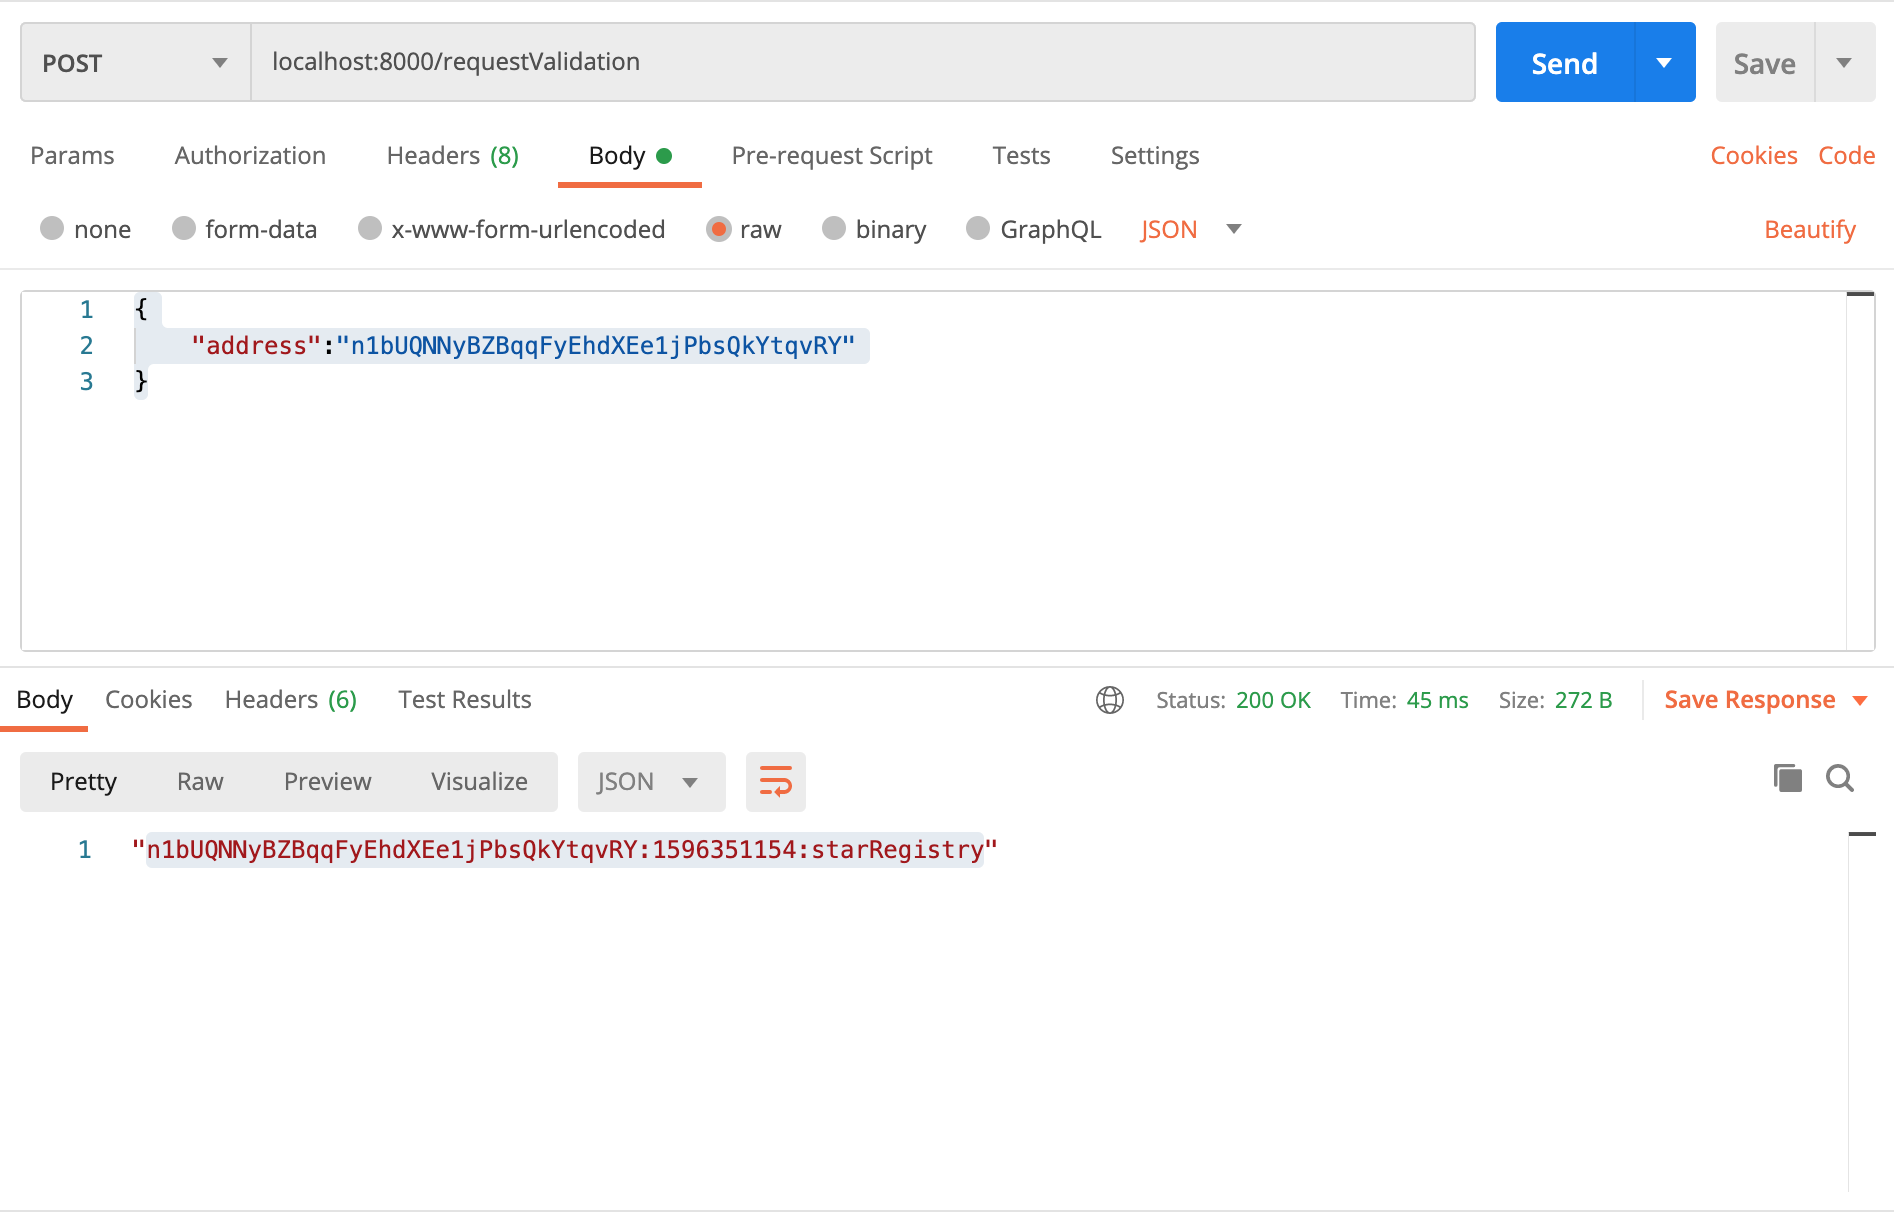 POST localhost:8000/requestValidation Send Save
Params Authorization Headers (8) Body Pre-request Script Tests Settings Cookies Code
none form-data x-www-form-urlencoded raw binary GraphQL JSON Beautify
1 {
2 "address":"n1bUQNNyBZBqqFyEhdXEe1jPbsQkYtqvRY"
3 }
Body Cookies Headers (6) Test Results Status: 200 OK Time: 45 ms Size: 272 B Save Response
Pretty Raw Preview Visualize JSON
1 "n1bUQNNyBZBqqFyEhdXEe1jPbsQkYtqvRY:1596351154:starRegistry"